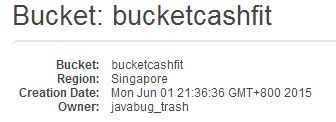 Bucket: bucketcashfit
Bucket: bucketcashfit
Region: Singapore
Creation Date: Mon Jun 01 21:36:36 GMT+800 2015
Owner: javabug_trash